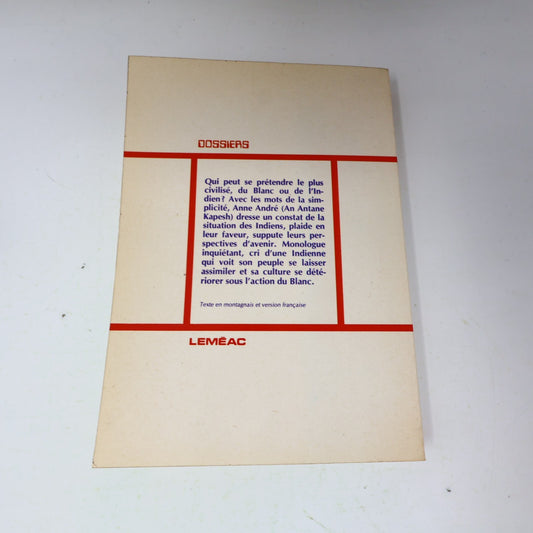 DOSSIERS
Qui peut se prétendre le plus
civilisé, du Blanc ou de l'In-
dien? Avec les mots de la sim-
plicité, Anne André (An Antane
Kapesh) dresse un constat de la
situation des Indiens, plaide en
leur faveur, suppute leurs per-
spectives d'avenir. Monologue
inquiétant, cri d'une Indienne
qui voit son peuple se laisser
assimiler et sa culture se dété-
riorer sous l'action du Blanc.
Texte en montagnais et version française
LEMÉAC